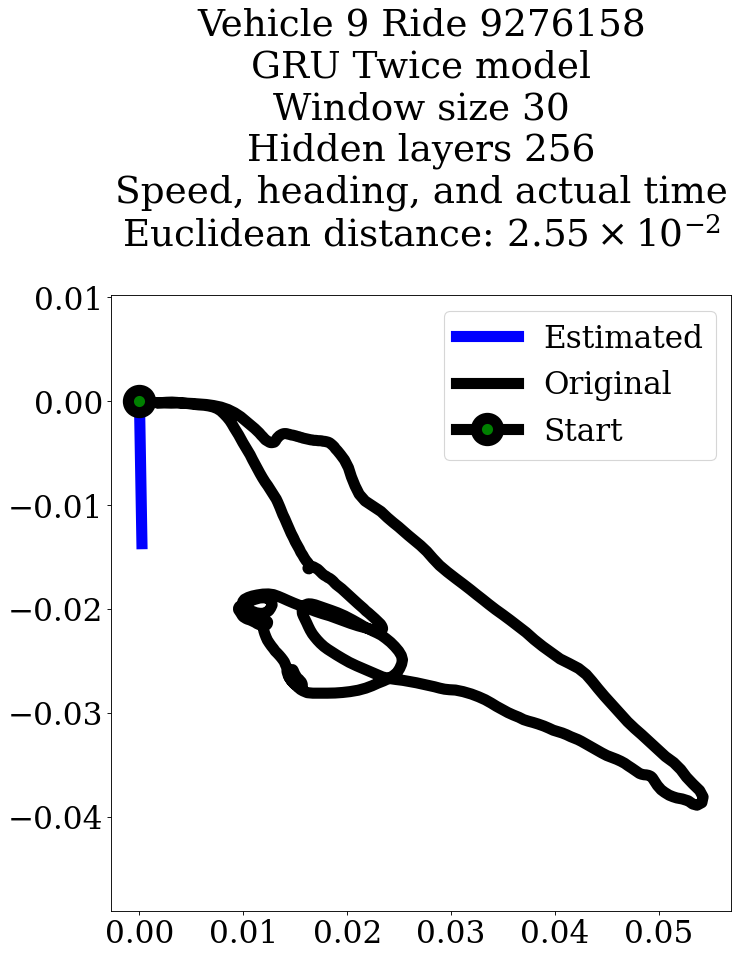 Vehicle 9 Ride 9276158
GRU Twice model
Window size 30
Hidden layers 256
Speed, heading, and actual time
Euclidean distance: 2.55 × 10⁻²
Estimated
Original
Start
0.01
0.00
−0.01
−0.02
−0.03
−0.04
0.00 0.01 0.02 0.03 0.04 0.05